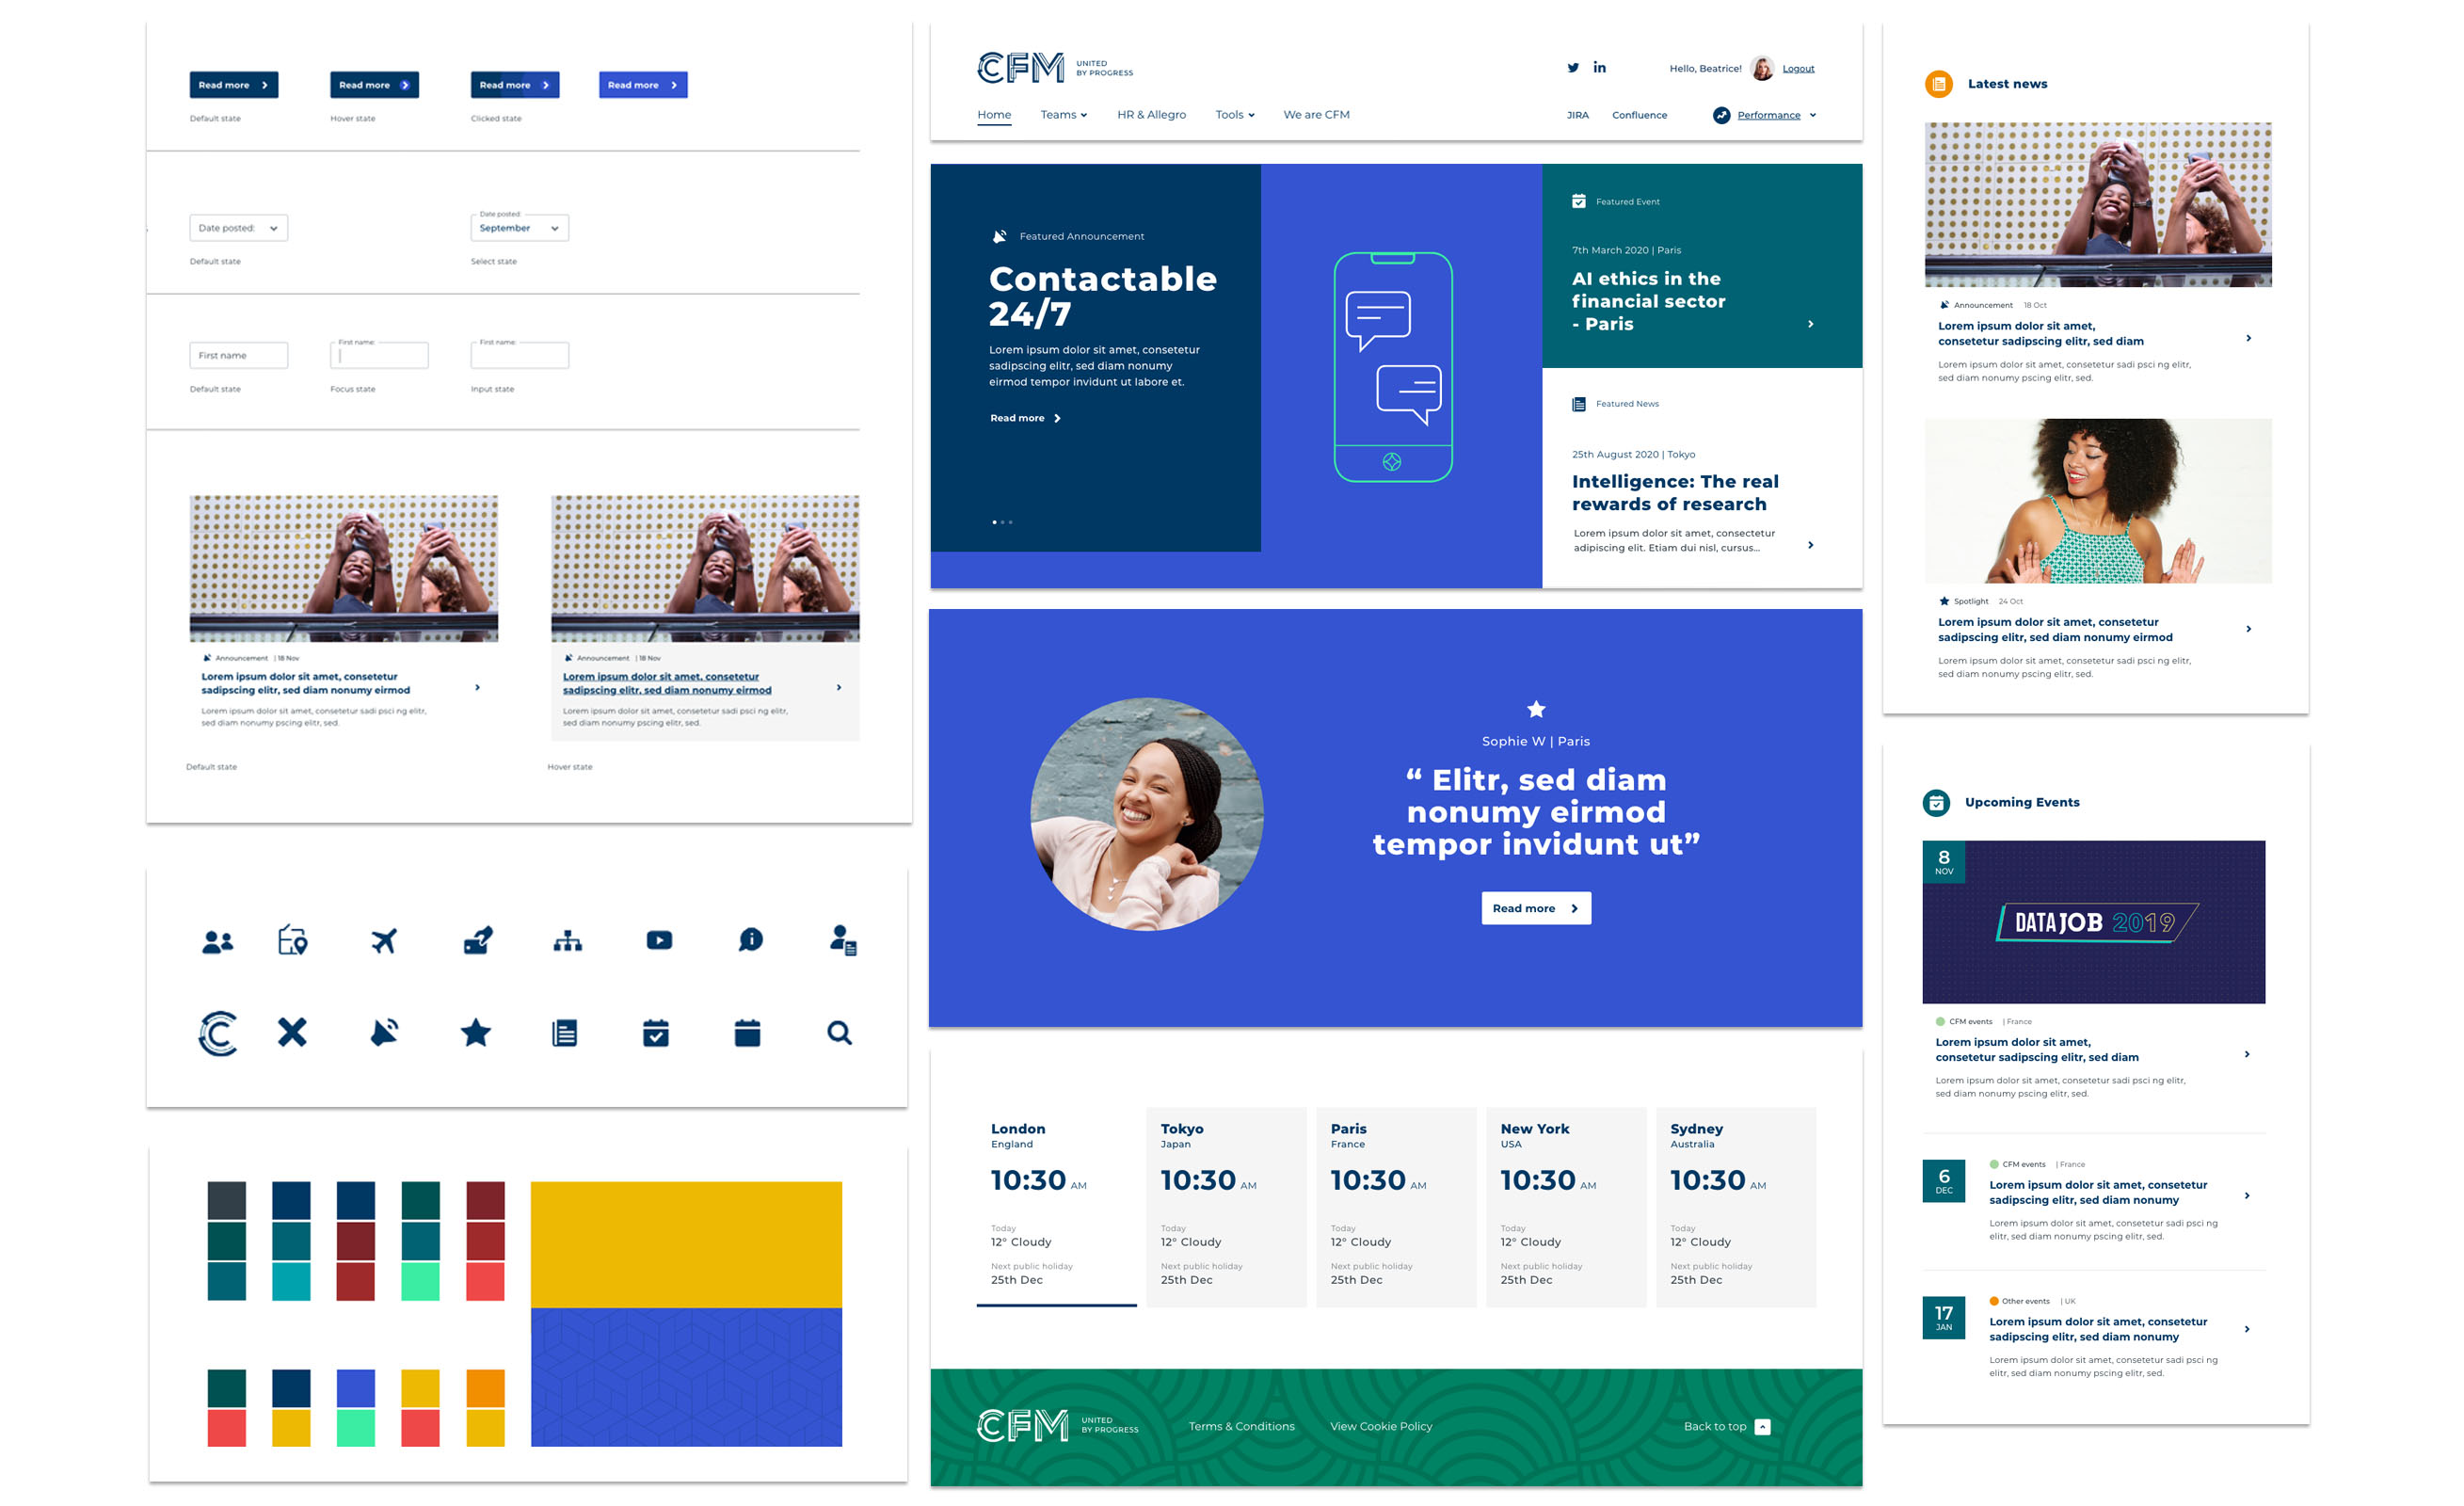 Read more
Read more
Read more
Read more
Default state
Hover state
Clicked state
Date posted:
Date posted:
September
Default state
Select state
First name
First name:
First name:
Default state
Focus state
Input state
Announcement | 18 Nov
Lorem ipsum dolor sit amet, consetetur
sadipscing elitr, sed diam nonumy eirmod
Lorem ipsum dolor sit amet, consetetur sadi psci ng elitr,
sed diam nonumy pscing elitr, sed.
Default state
Announcement | 18 Nov
Lorem ipsum dolor sit amet, consetetur
sadipscing elitr, sed diam nonumy eirmod
Lorem ipsum dolor sit amet, consetetur sadi psci ng elitr,
sed diam nonumy pscing elitr, sed.
Hover state
CFM
UNITED
BY PROGRESS
Hello, Beatrice!
Logout
Home
Teams
HR & Allegro
Tools
We are CFM
JIRA
Confluence
Performance
Featured Announcement
Contactable
24/7
Lorem ipsum dolor sit amet, consetetur
sadipscing elitr, sed diam nonumy
eirmod tempor invidunt ut labore et.
Read more
Featured Event
7th March 2020 | Paris
AI ethics in the
financial sector
- Paris
Featured News
25th August 2020 | Tokyo
Intelligence: The real
rewards of research
Lorem ipsum dolor sit amet, consectetur
adipiscing elit. Etiam dui nisl, cursus...
Sophie W | Paris
“ Elitr, sed diam
nonumy eirmod
tempor invidunt ut”
Read more
London
England
10:30 AM
Today
12° Cloudy
Next public holiday
25th Dec
Tokyo
Japan
10:30 AM
Today
12° Cloudy
Next public holiday
25th Dec
Paris
France
10:30 AM
Today
12° Cloudy
Next public holiday
25th Dec
New York
USA
10:30 AM
Today
12° Cloudy
Next public holiday
25th Dec
Sydney
Australia
10:30 AM
Today
12° Cloudy
Next public holiday
25th Dec
CFM
UNITED
BY PROGRESS
Terms & Conditions
View Cookie Policy
Back to top
Latest news
Announcement 18 Oct
Lorem ipsum dolor sit amet,
consetetur sadipscing elitr, sed diam
Lorem ipsum dolor sit amet, consetetur sadi psci ng elitr,
sed diam nonumy pscing elitr, sed.
Spotlight 24 Oct
Lorem ipsum dolor sit amet, consetetur
sadipscing elitr, sed diam nonumy eirmod
Lorem ipsum dolor sit amet, consetetur sadi psci ng elitr,
sed diam nonumy pscing elitr, sed.
Upcoming Events
8
NOV
DATAJOB 2019
CFM events | France
Lorem ipsum dolor sit amet,
consetetur sadipscing elitr, sed diam
Lorem ipsum dolor sit amet, consetetur sadi psci ng elitr,
sed diam nonumy pscing elitr, sed.
6
DEC
CFM events | France
Lorem ipsum dolor sit amet, consetetur
sadipscing elitr, sed diam nonumy
Lorem ipsum dolor sit amet, consetetur sadi psci ng
elitr, sed diam nonumy pscing elitr, sed.
17
JAN
Other events | UK
Lorem ipsum dolor sit amet, consetetur
sadipscing elitr, sed diam nonumy
Lorem ipsum dolor sit amet, consetetur sadi psci ng
elitr, sed diam nonumy pscing elitr, sed.